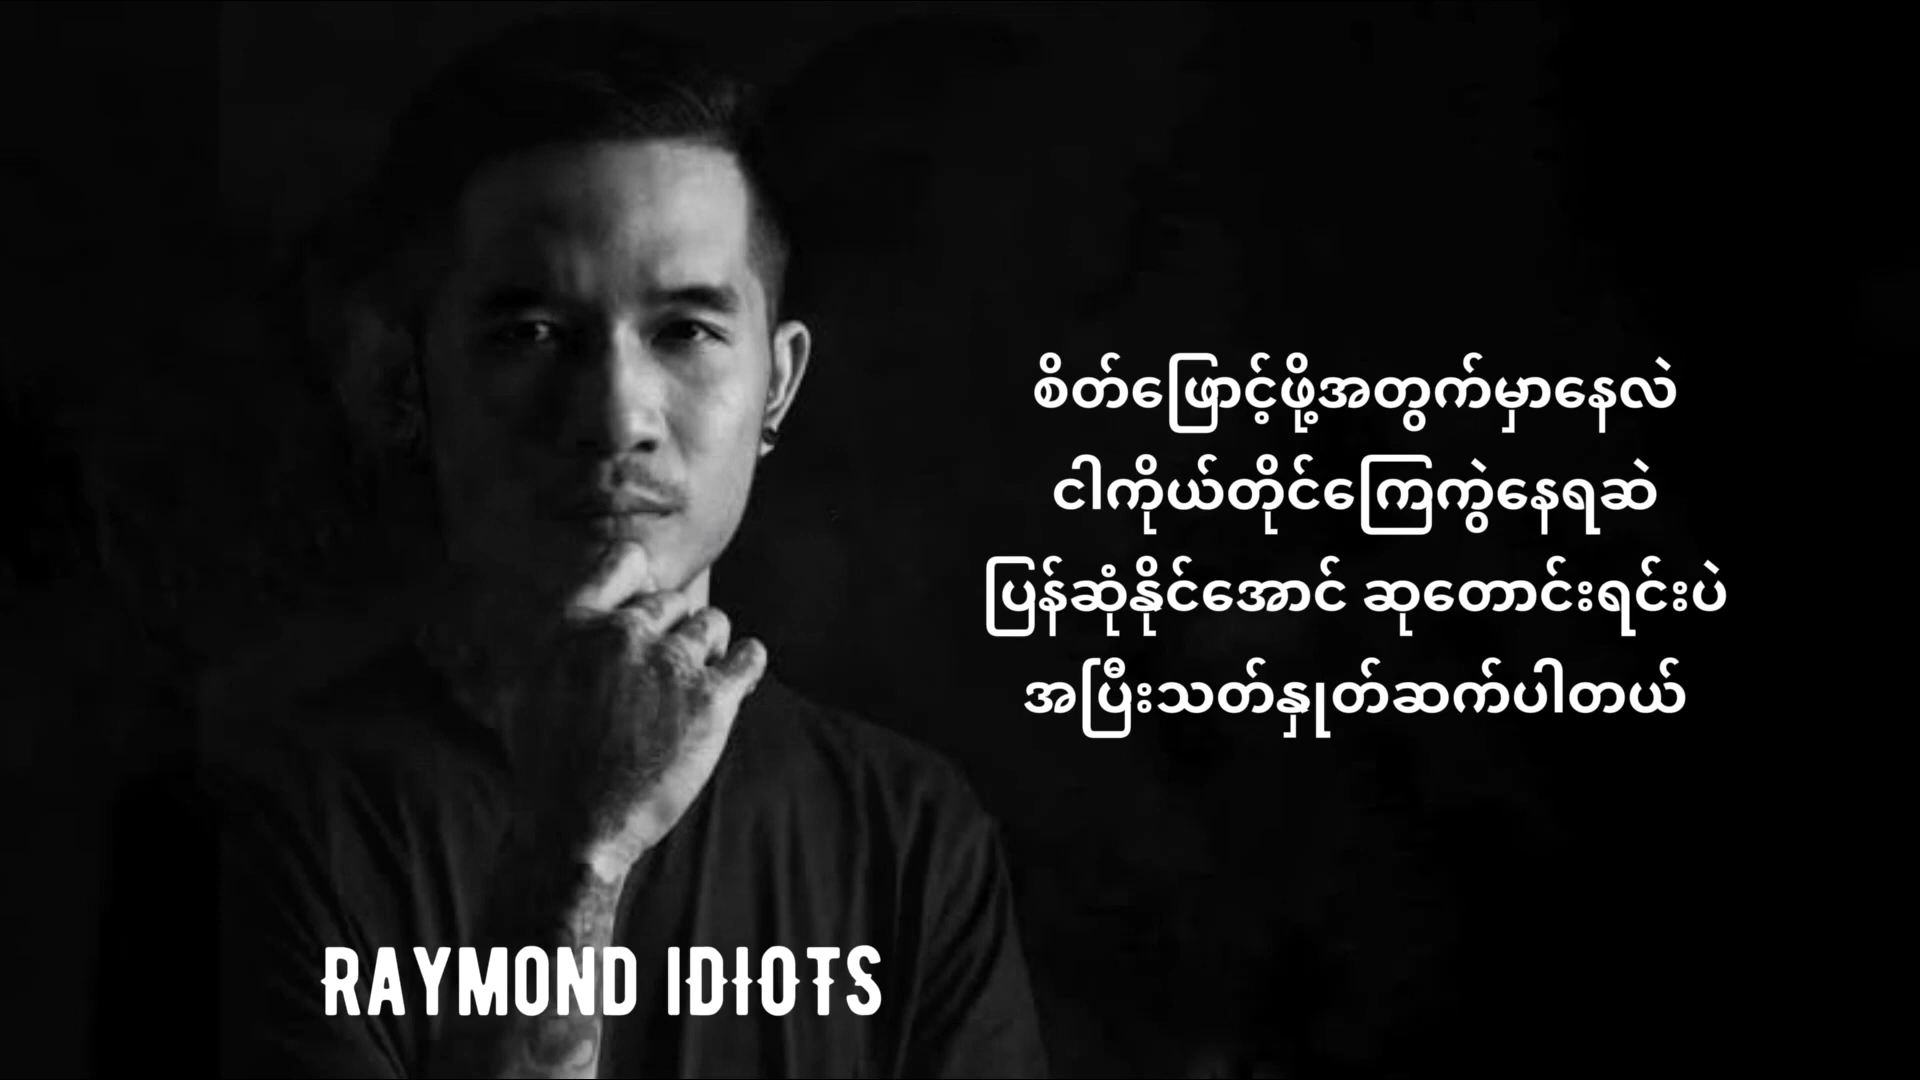 စိတ်ဖြောင့်ဖို့အတွက်မှာနေလဲ
ငါကိုယ်တိုင်ကြေကွဲနေရဆဲ
ပြန်ဆုံနိုင်အောင် ဆုတောင်းရင်းပဲ
အပြီးသတ်နှုတ်ဆက်ပါတယ်
RAYMOND IDIOTS